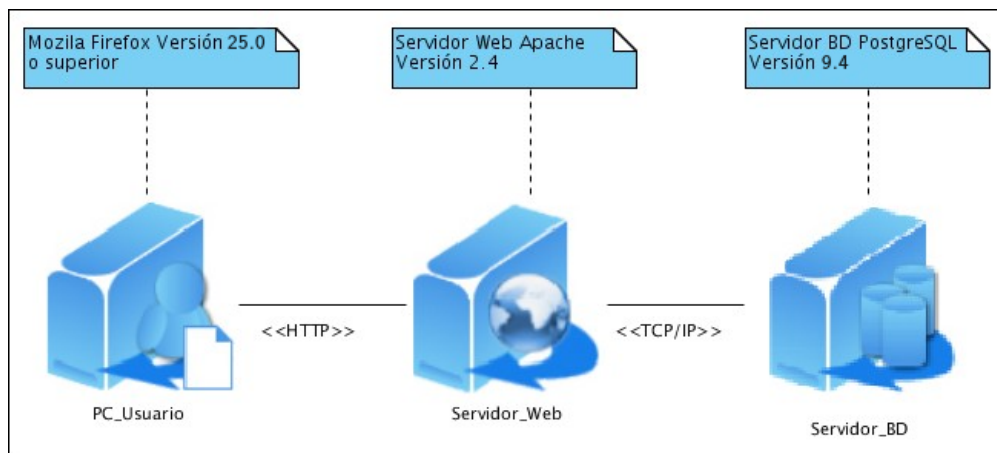 Mozila Firefox Versión 25.0
o superior
Servidor Web Apache
Versión 2.4
Servidor BD PostgreSQL
Versión 9.4
<<HTTP>>
<<TCP/IP>>
PC_Usuario
Servidor_Web
Servidor_BD